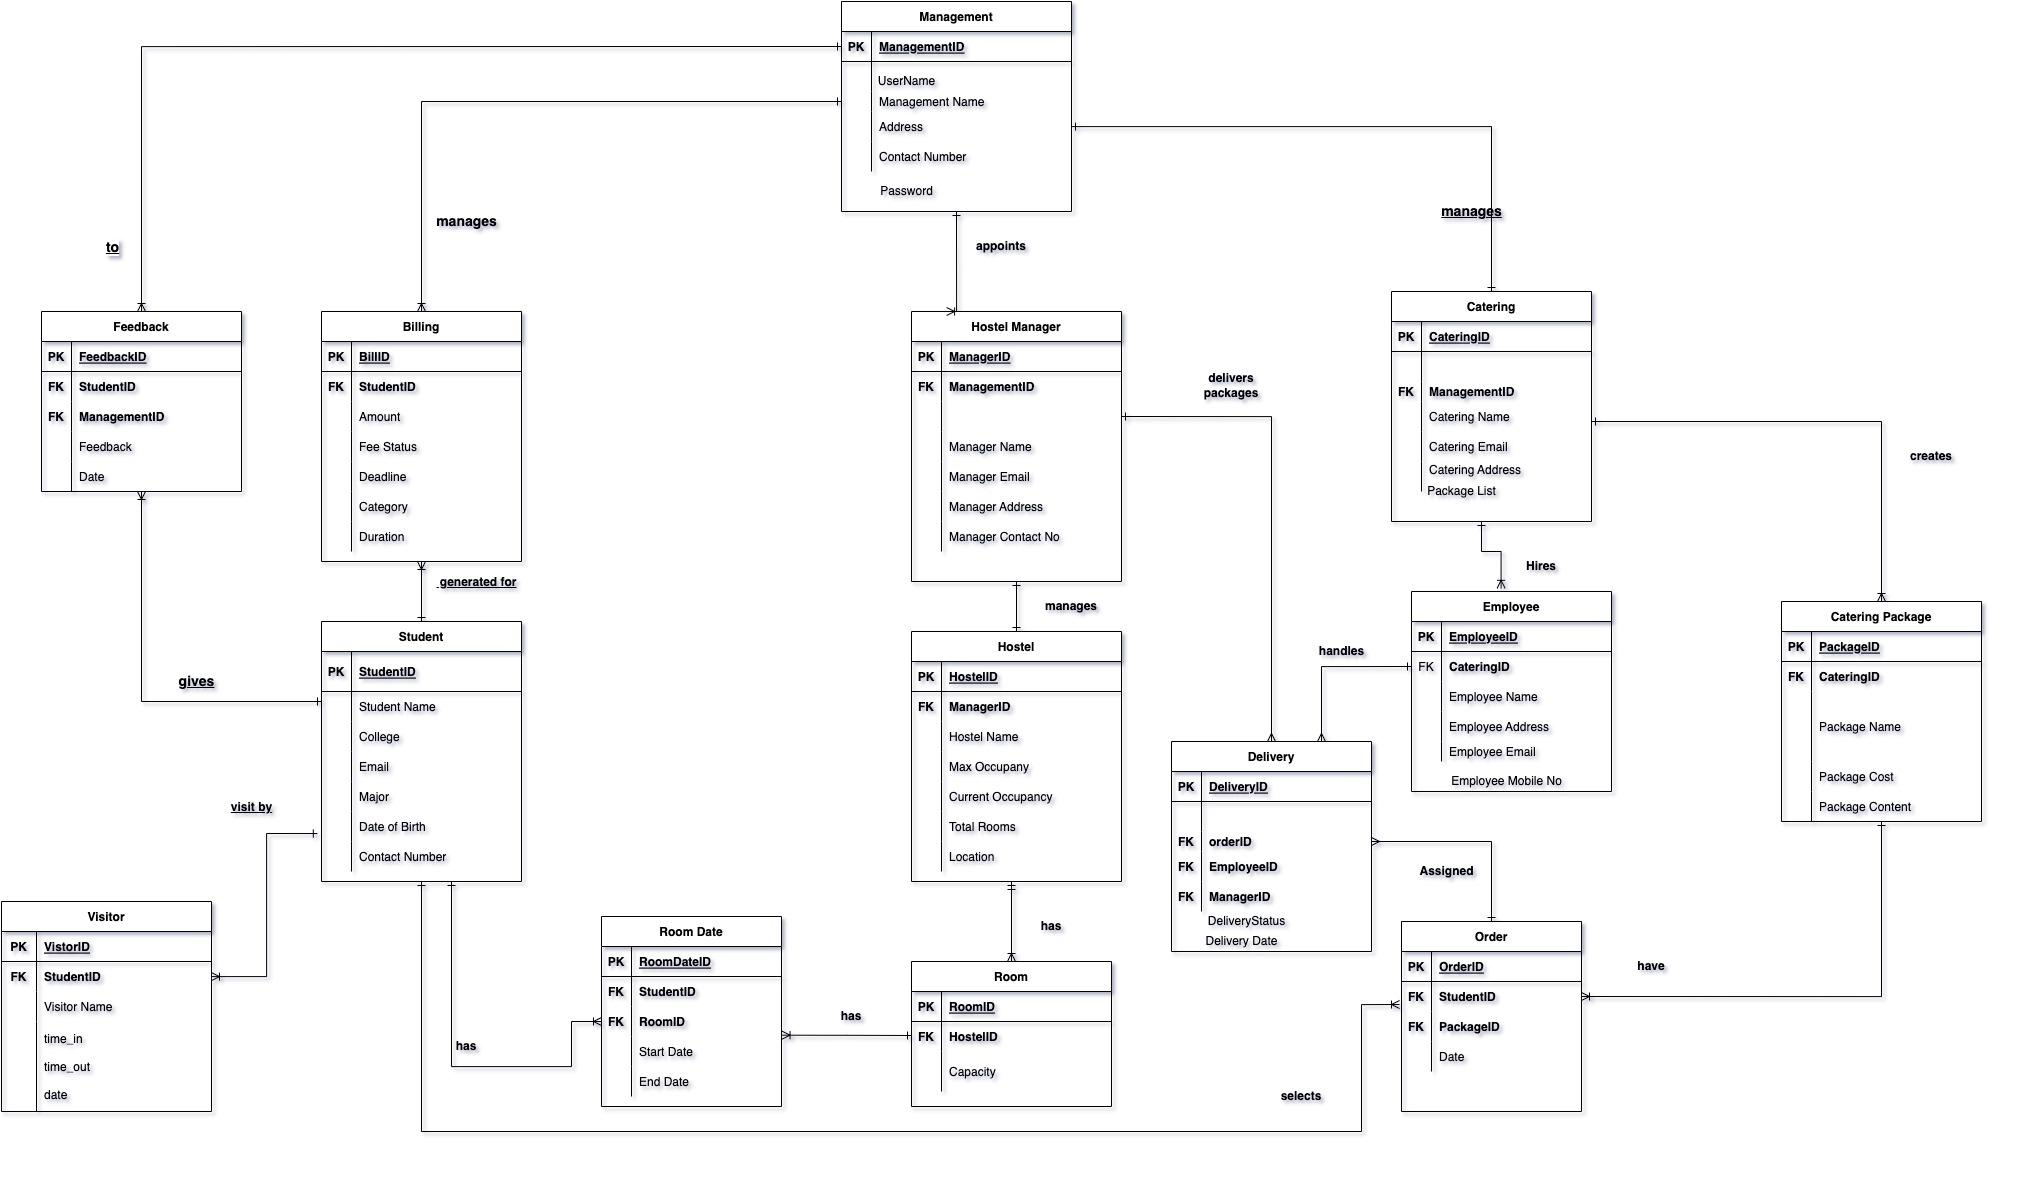 Management
PK ManagementID
UserName
Management Name
Address
Contact Number
Password
to
manages
appoints
manages
Feedback
PK FeedbackID
FK StudentID
FK ManagementID
Feedback
Date
Billing
PK BillID
FK StudentID
Amount
Fee Status
Deadline
Category
Duration
Hostel Manager
PK ManagerID
FK ManagementID
Manager Name
Manager Email
Manager Address
Manager Contact No
delivers
packages
Catering
PK CateringID
FK ManagementID
Catering Name
Catering Email
Catering Address
Package List
creates
generated for
manages
Hires
gives
Student
PK StudentID
Student Name
College
Email
Major
Date of Birth
Contact Number
Hostel
PK HostelID
FK ManagerID
Hostel Name
Max Occupany
Current Occupancy
Total Rooms
Location
handles
Employee
PK EmployeeID
FK CateringID
Employee Name
Employee Address
Employee Email
Employee Mobile No
Catering Package
PK PackageID
FK CateringID
Package Name
Package Cost
Package Content
Delivery
PK DeliveryID
FK orderID
FK EmployeeID
FK ManagerID
DeliveryStatus
Delivery Date
visit by
Assigned
Visitor
PK VistorID
FK StudentID
Visitor Name
time_in
time_out
date
has
Room Date
PK RoomDateID
FK StudentID
FK RoomID
Start Date
End Date
has
has
Room
PK RoomID
FK HostelID
Capacity
Order
PK OrderID
FK StudentID
FK PackageID
Date
have
selects